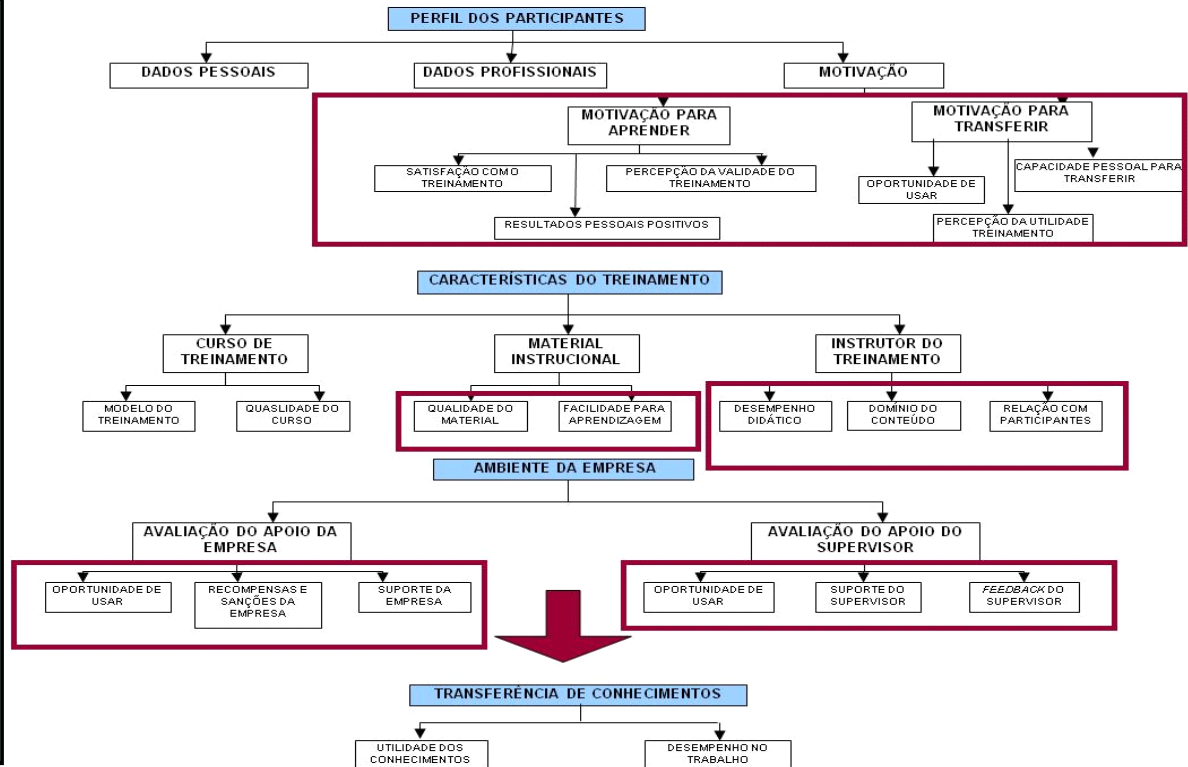 PERFIL DOS PARTICIPANTES
DADOS PESSOAIS
DADOS PROFISSIONAIS
MOTIVAÇÃO
MOTIVAÇÃO PARA
APRENDER
MOTIVAÇÃO PARA
TRANSFERIR
SATISFAÇÃO COM O
TREINAMENTO
PERCEPÇÃO DA VALIDADE DO
TREINAMENTO
RESULTADOS PESSOAIS POSITIVOS
OPORTUNIDADE DE
USAR
CAPACIDADE PESSOAL PARA
TRANSFERIR
PERCEPÇÃO DA UTILIDADE
TREINAMENTO
CARACTERÍSTICAS DO TREINAMENTO
CURSO DE
TREINAMENTO
MATERIAL
INSTRUCIONAL
INSTRUTOR DO
TREINAMENTO
MODELO DO
TREINAMENTO
QUASLIDADE DO
CURSO
QUALIDADE DO
MATERIAL
FACILIDADE PARA
APRENDIZAGEM
DESEMPENHO
DIDÁTICO
DOMÍNIO DO
CONTEÚDO
RELAÇÃO COM
PARTICIPANTES
AMBIENTE DA EMPRESA
AVALIAÇÃO DO APOIO DA
EMPRESA
AVALIAÇÃO DO APOIO DO
SUPERVISOR
OPORTUNIDADE DE
USAR
RECOMPENSAS E
SANÇÕES DA
EMPRESA
SUPORTE DA
EMPRESA
OPORTUNIDADE DE
USAR
SUPORTE DO
SUPERVISOR
FEEDBACK DO
SUPERVISOR
TRANSFERÊNCIA DE CONHECIMENTOS
UTILIDADE DOS
CONHECIMENTOS
DESEMPENHO NO
TRABALHO